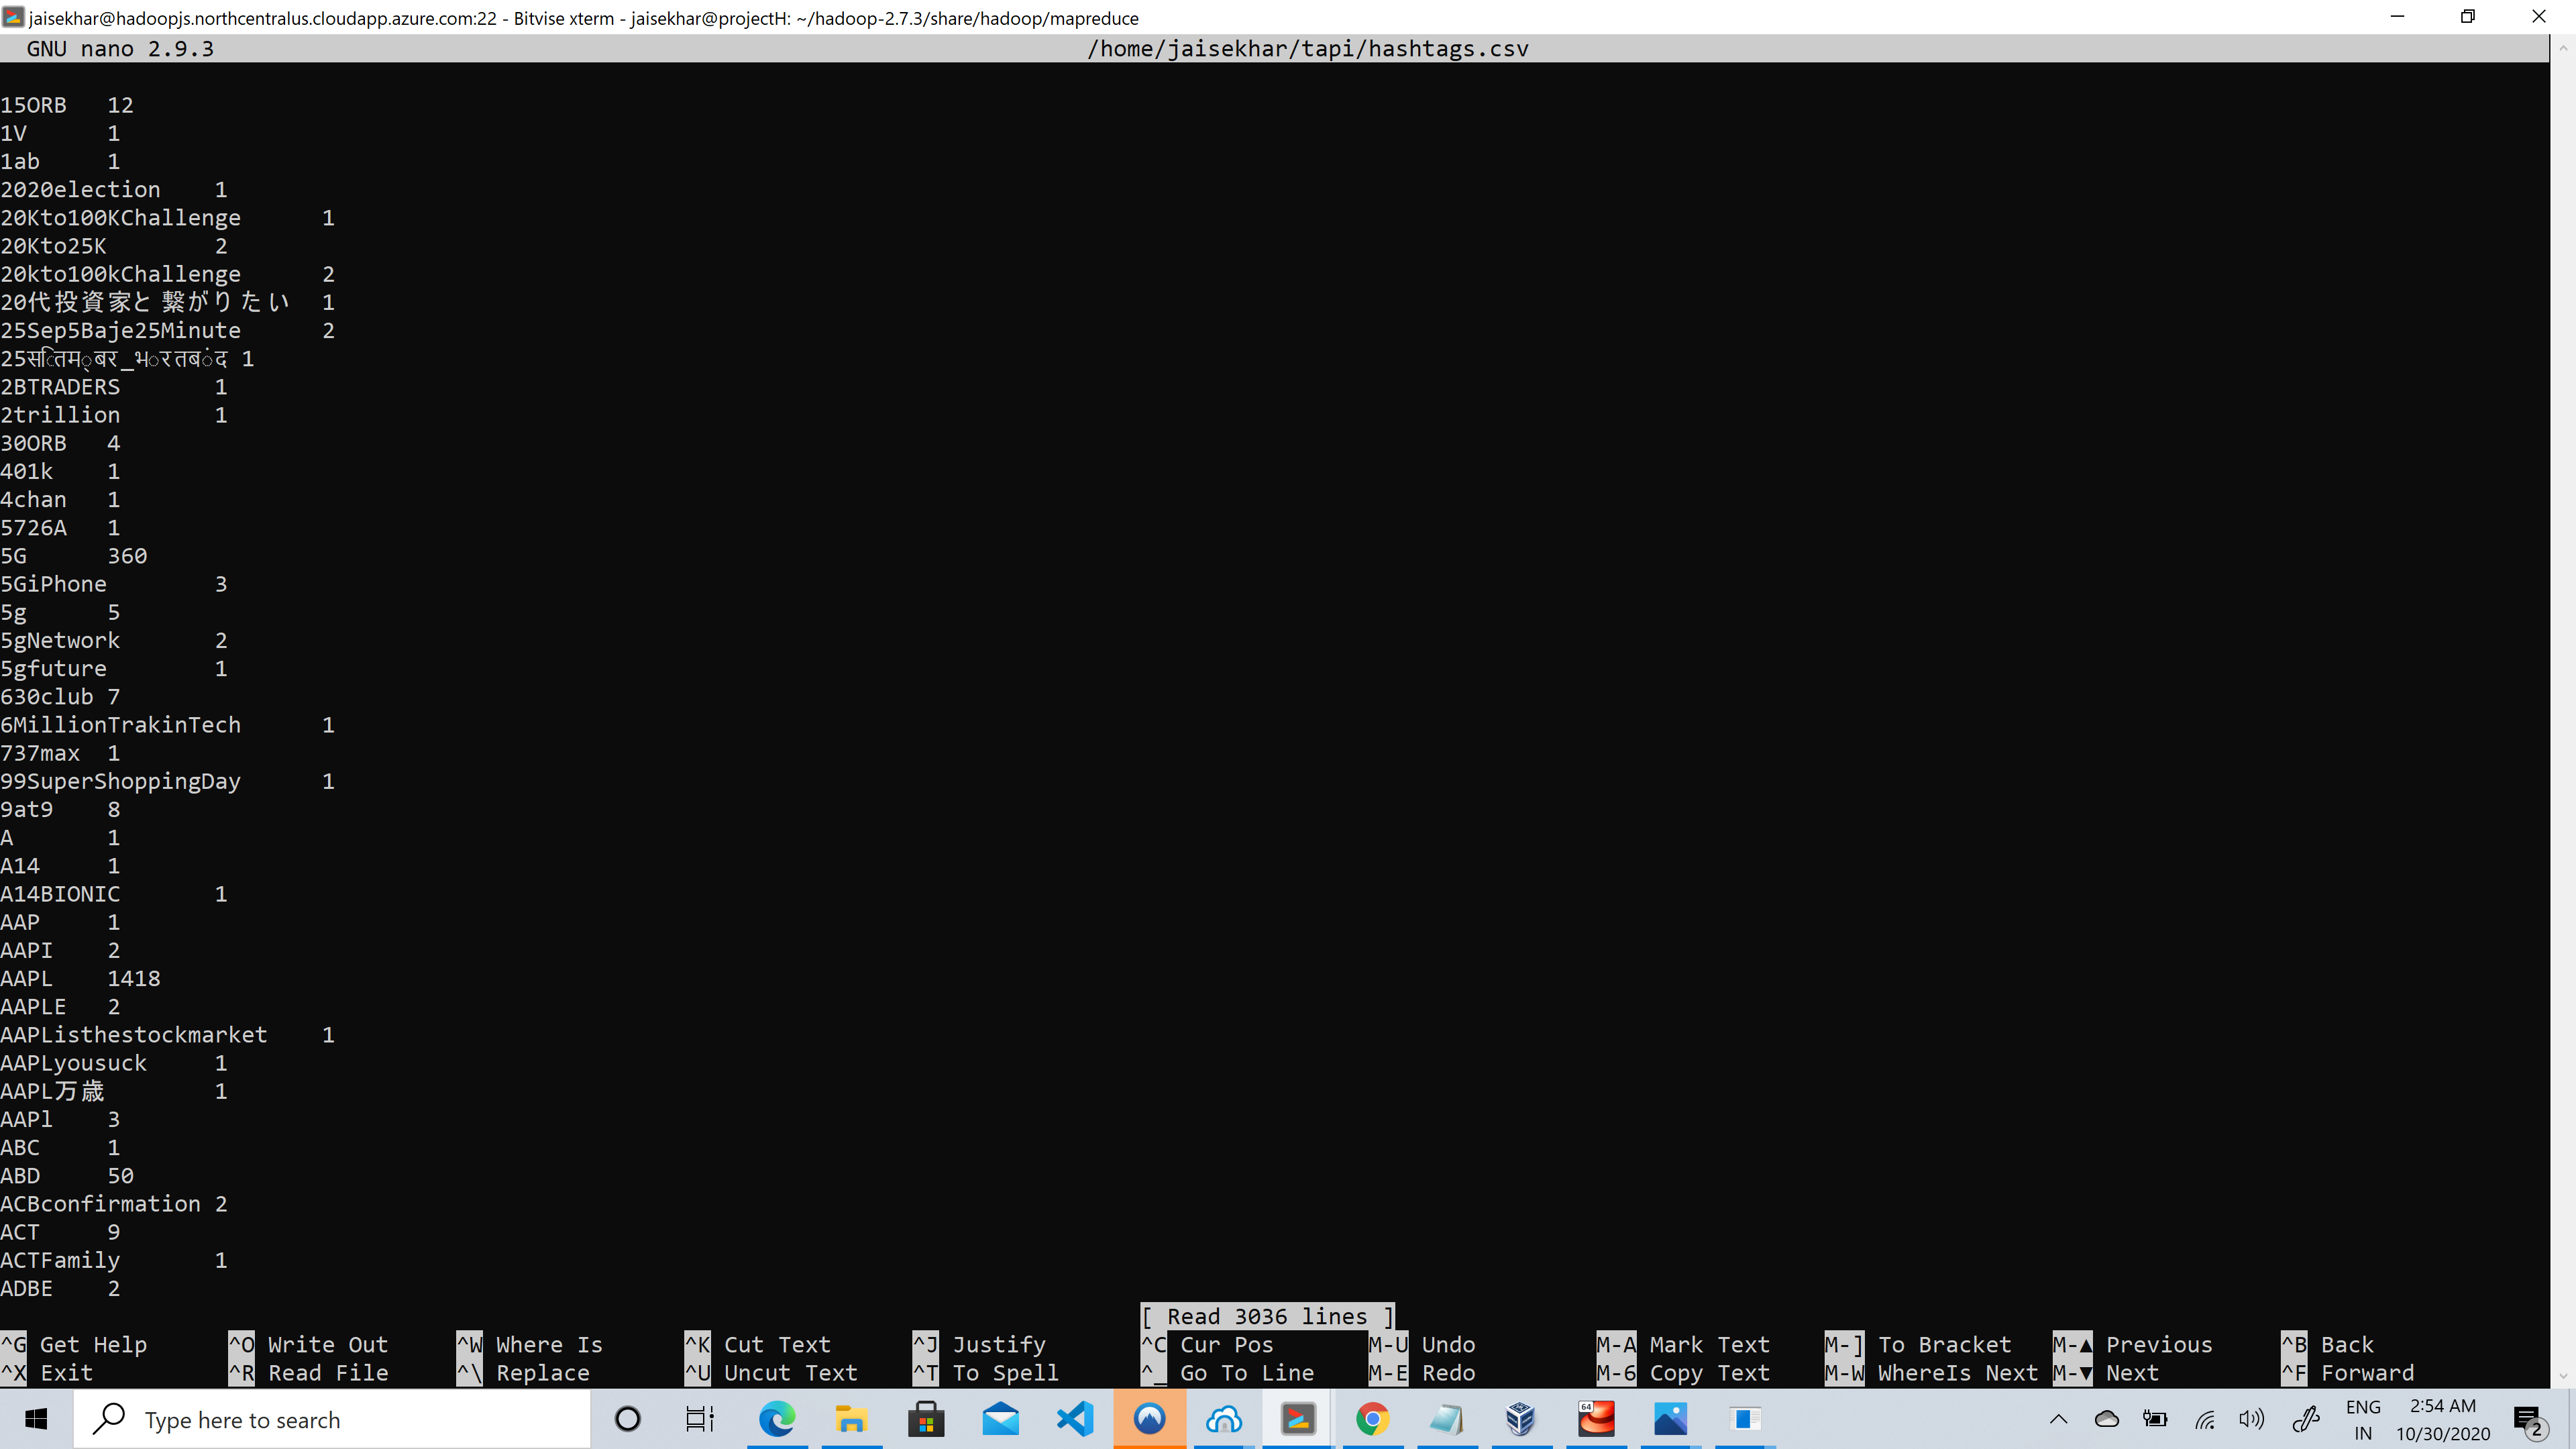 jaisekhar@hadoopjs.northcentralus.cloudapp.azure.com:22 - Bitvise xterm - jaisekhar@projectH: ~/hadoop-2.7.3/share/hadoop/mapreduce
GNU nano 2.9.3 /home/jaisekhar/tapi/hashtags.csv
15ORB 12
1V 1
1ab 1
2020election 1
20Kto100KChallenge 1
20Kto25K 2
20kto100kChallenge 2
20代投資家と繋がりたい 1
25Sep5Baje25Minute 2
25सितम्बर_भारतबंद 1
2BTRADERS 1
2trillion 1
30ORB 4
401k 1
4chan 1
5726A 1
5G 360
5GiPhone 3
5g 5
5gNetwork 2
5gfuture 1
630club 7
6MillionTrakinTech 1
737max 1
99SuperShoppingDay 1
9at9 8
A 1
A14 1
A14BIONIC 1
AAP 1
AAPI 2
AAPL 1418
AAPLE 2
AAPListhestockmarket 1
AAPLyousuck 1
AAPL万歳 1
AAPl 3
ABC 1
ABD 50
ACBconfirmation 2
ACT 9
ACTFamily 1
ADBE 2
[ Read 3036 lines ]
^G Get Help ^O Write Out ^W Where Is ^K Cut Text ^J Justify ^C Cur Pos M-U Undo M-A Mark Text M-] To Bracket M-▲ Previous ^B Back
^X Exit ^R Read File ^\ Replace ^U Uncut Text ^T To Spell ^_ Go To Line M-E Redo M-6 Copy Text M-W WhereIs Next M-▼ Next ^F Forward
Type here to search 64 ENG 2:54 AM
IN 10/30/2020 2